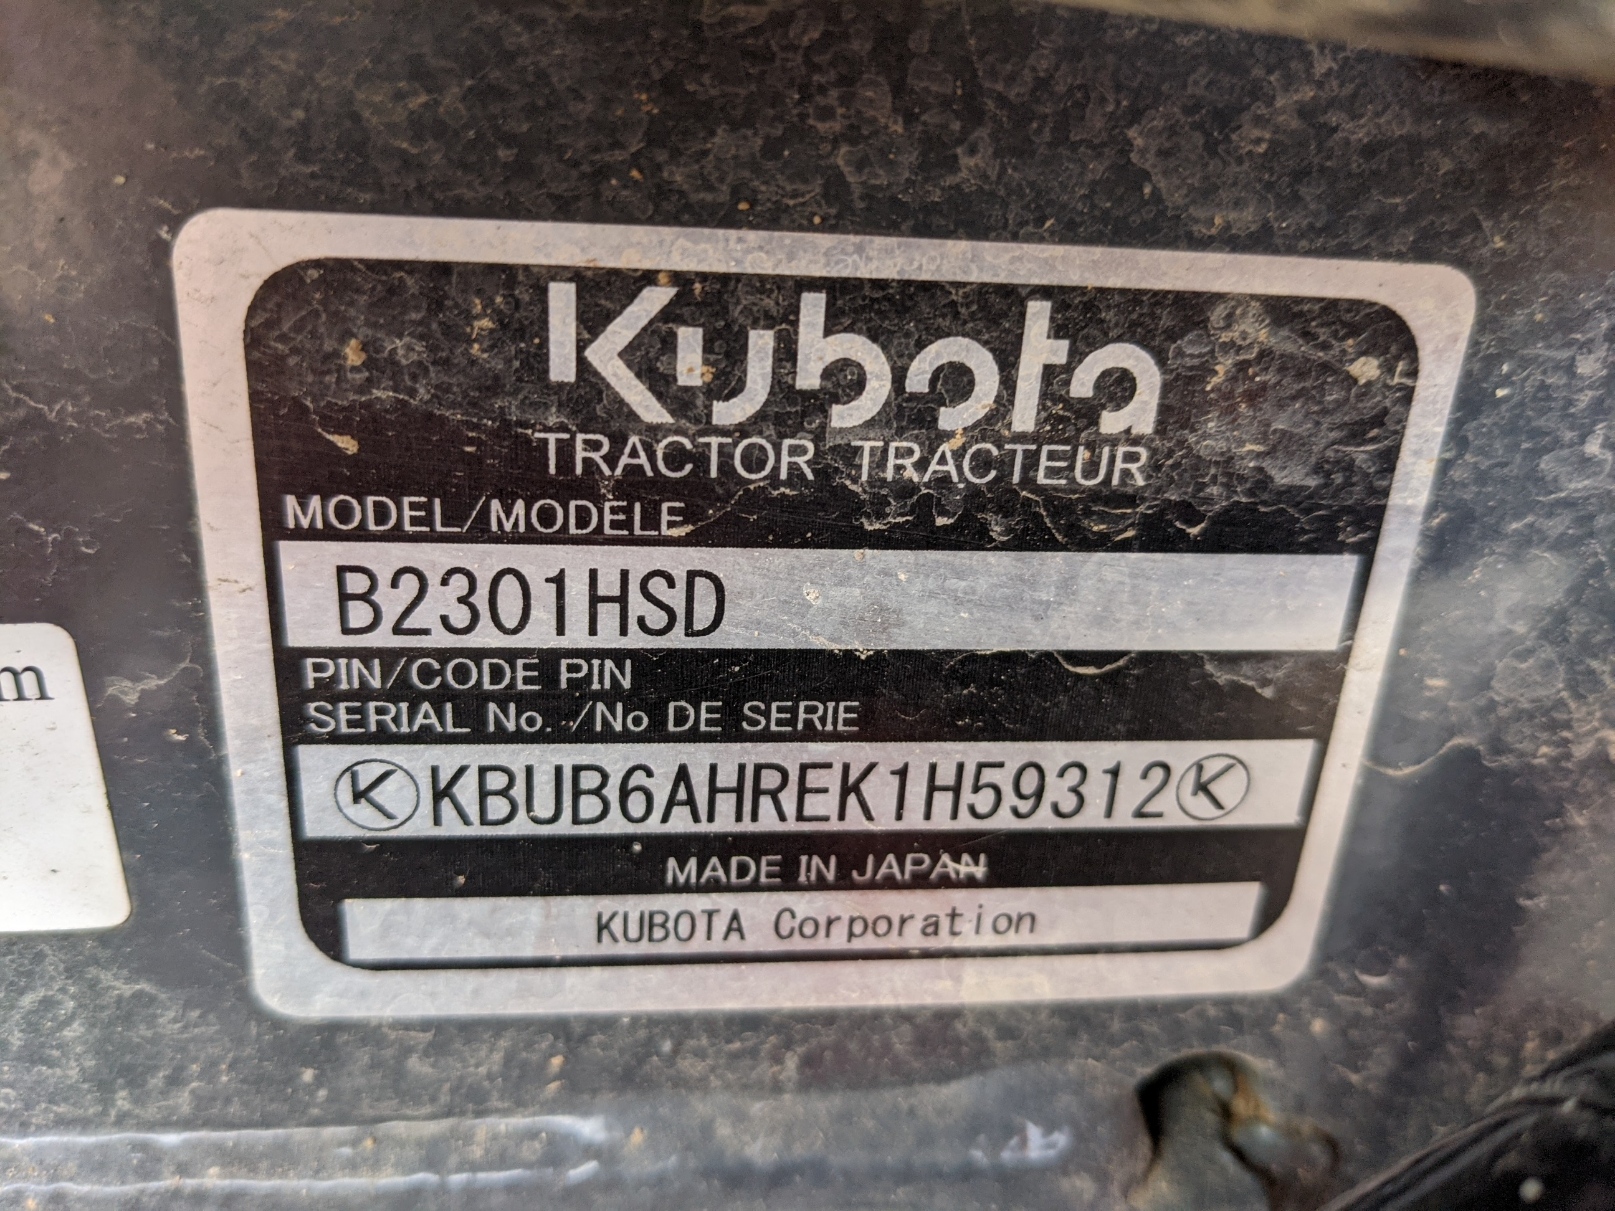 Kubota
TRACTOR TRACTEUR
MODEL/MODÈLE
B2301HSD
PIN/CODE PIN
SERIAL No./No DE SERIE
KKBUB6AHREK1H59312K
MADE IN JAPAN
KUBOTA Corporation
m